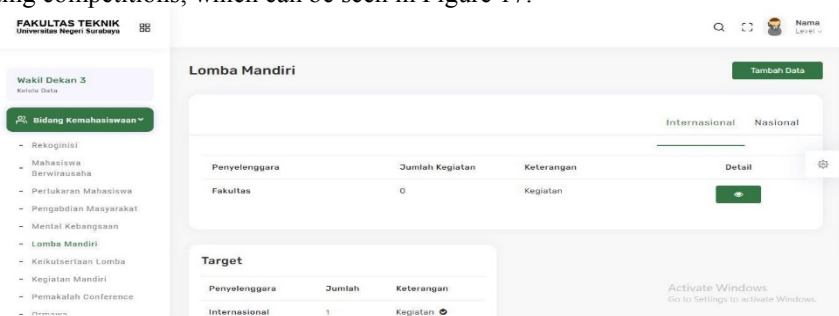 ing competitions, which can be seen in Figure 17.
FAKULTAS TEKNIK
Universitas Negeri Surabaya
Nama
Level
Wakil Dekan 3
Kelola Data
Lomba Mandiri
Tambah Data
Bidang Kemahasiswaan
Internasional Nasional
- Rekoginisi
- Mahasiswa
Berwirausaha
- Pertukaran Mahasiswa
- Pengabdian Masyarakat
- Mental Kebangsaan
- Lomba Mandiri
- Keikutsertaan Lomba
- Kegiatan Mandiri
- Pemakalah Conference
- Ormawa
Penyelenggara Jumlah Kegiatan Keterangan Detail
Fakultas 0 Kegiatan
Target
Penyelenggara Jumlah Keterangan
Internasional 1 Kegiatan
Activate Windows
Go to Settings to activate Windows.